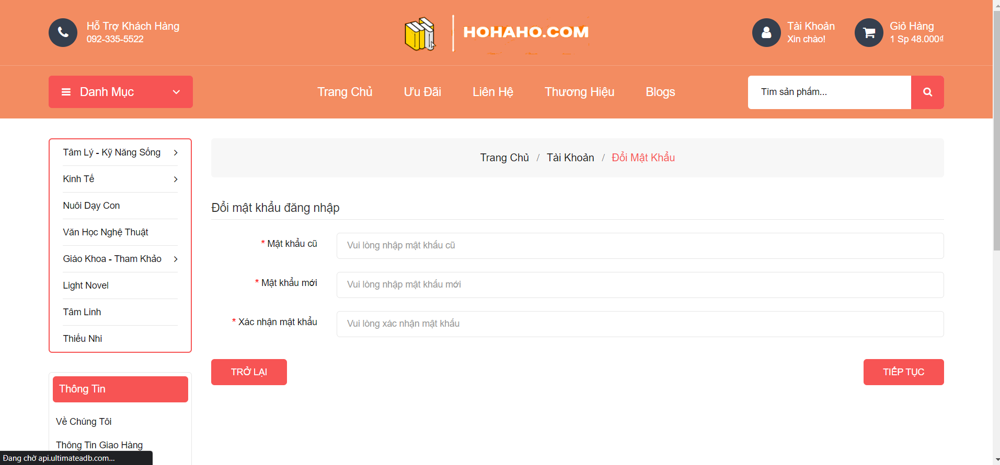 Hỗ Trợ Khách Hàng
092-335-5522
HOHAHO.COM
Tài Khoản
Xin chào!
Giỏ Hàng
1 Sp 48.000₫
Danh Mục
Trang Chủ
Ưu Đãi
Liên Hệ
Thương Hiệu
Blogs
Tìm sản phẩm...
Tâm Lý - Kỹ Năng Sống
Kinh Tế
Nuôi Dạy Con
Văn Học Nghệ Thuật
Giáo Khoa - Tham Khảo
Light Novel
Tâm Linh
Thiếu Nhi
Thông Tin
Về Chúng Tôi
Thông Tin Giao Hàng
Trang Chủ / Tài Khoản / Đổi Mật Khẩu
Đổi mật khẩu đăng nhập
* Mật khẩu cũ
Vui lòng nhập mật khẩu cũ
* Mật khẩu mới
Vui lòng nhập mật khẩu mới
* Xác nhận mật khẩu
Vui lòng xác nhận mật khẩu
TRỞ LẠI
TIẾP TỤC
Đang chờ api.ultimateadb.com...